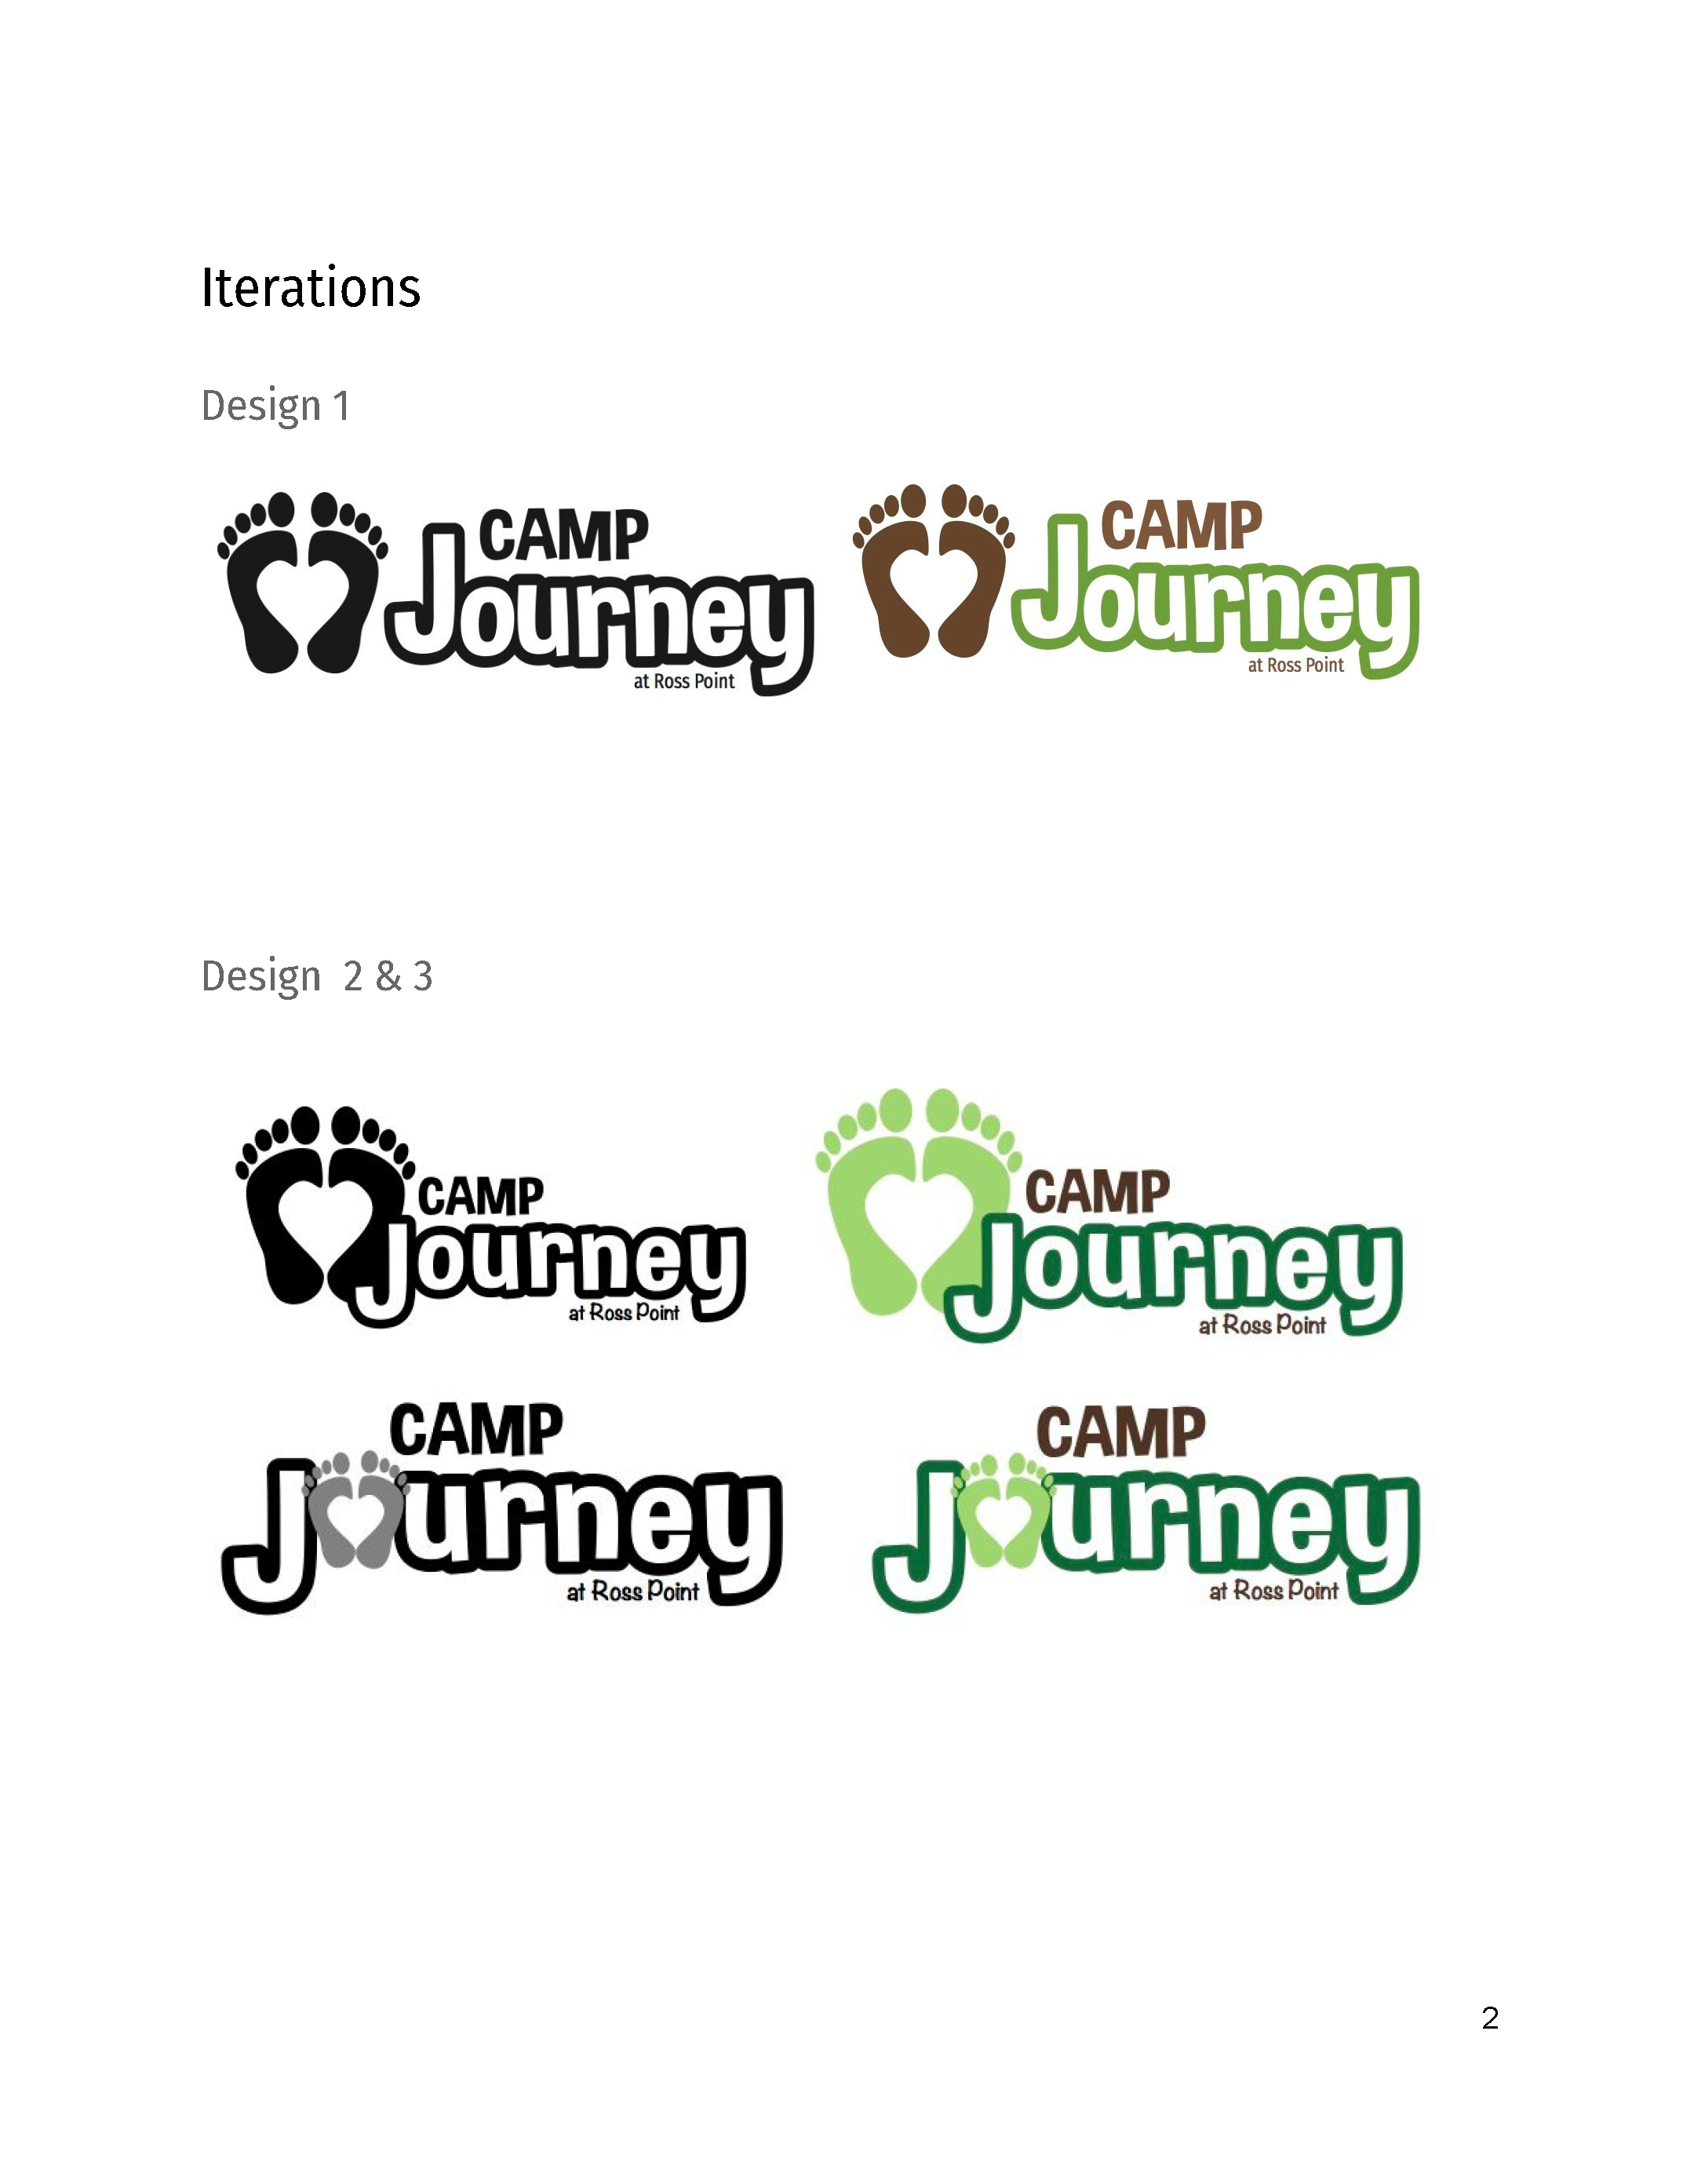 Iterations
Design 1
CAMP
Journey
at Ross Point
CAMP
Journey
at Ross Point
Design 2 & 3
CAMP
Journey
at Ross Point
CAMP
Journey
at Ross Point
CAMP
Journey
at Ross Point
CAMP
Journey
at Ross Point
2